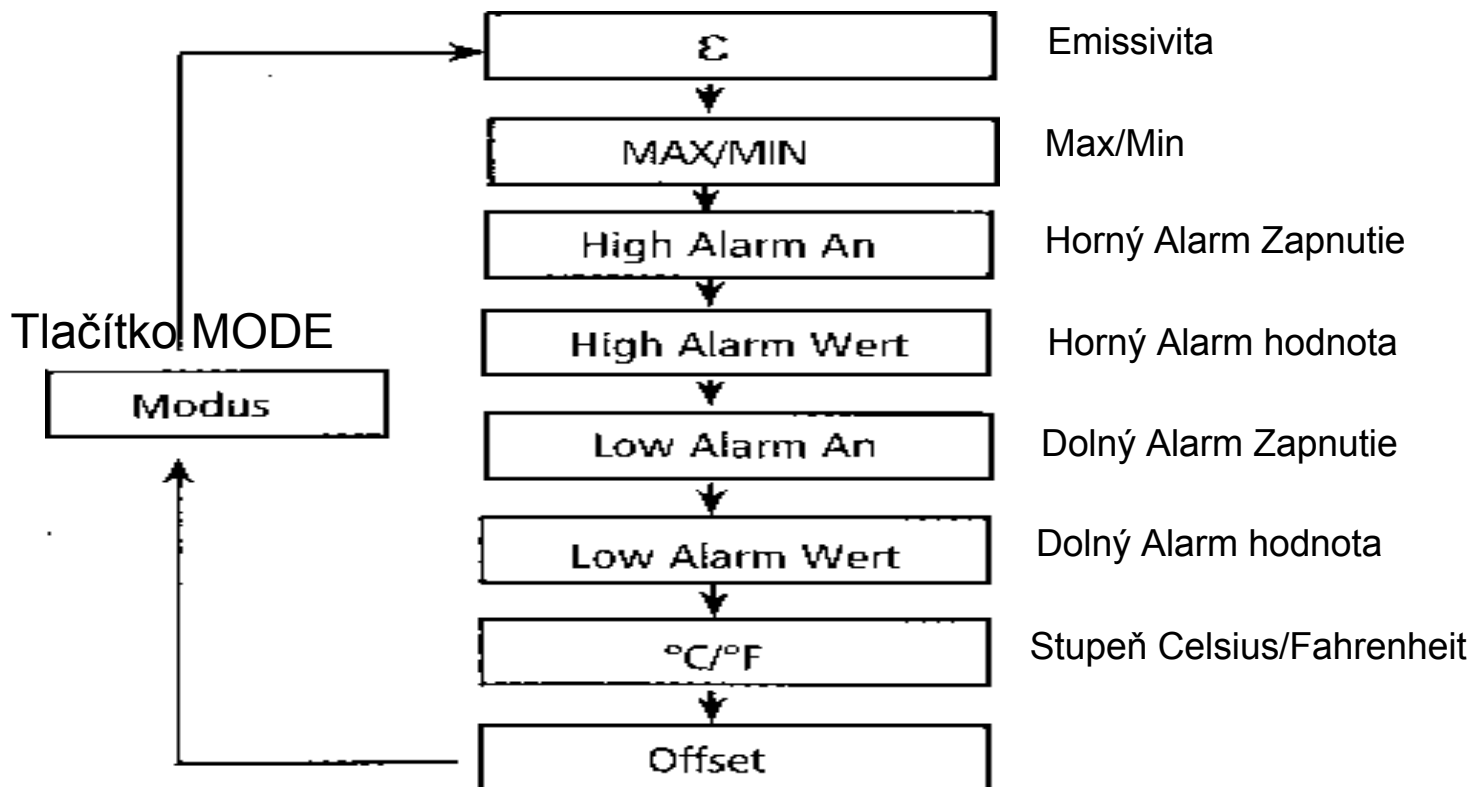 ε Emissivita
MAX/MIN Max/Min
High Alarm An Horný Alarm Zapnutie
Tlačítko MODE
High Alarm Wert Horný Alarm hodnota
Modus
Low Alarm An Dolný Alarm Zapnutie
Low Alarm Wert Dolný Alarm hodnota
°C/°F Stupeň Celsius/Fahrenheit
Offset